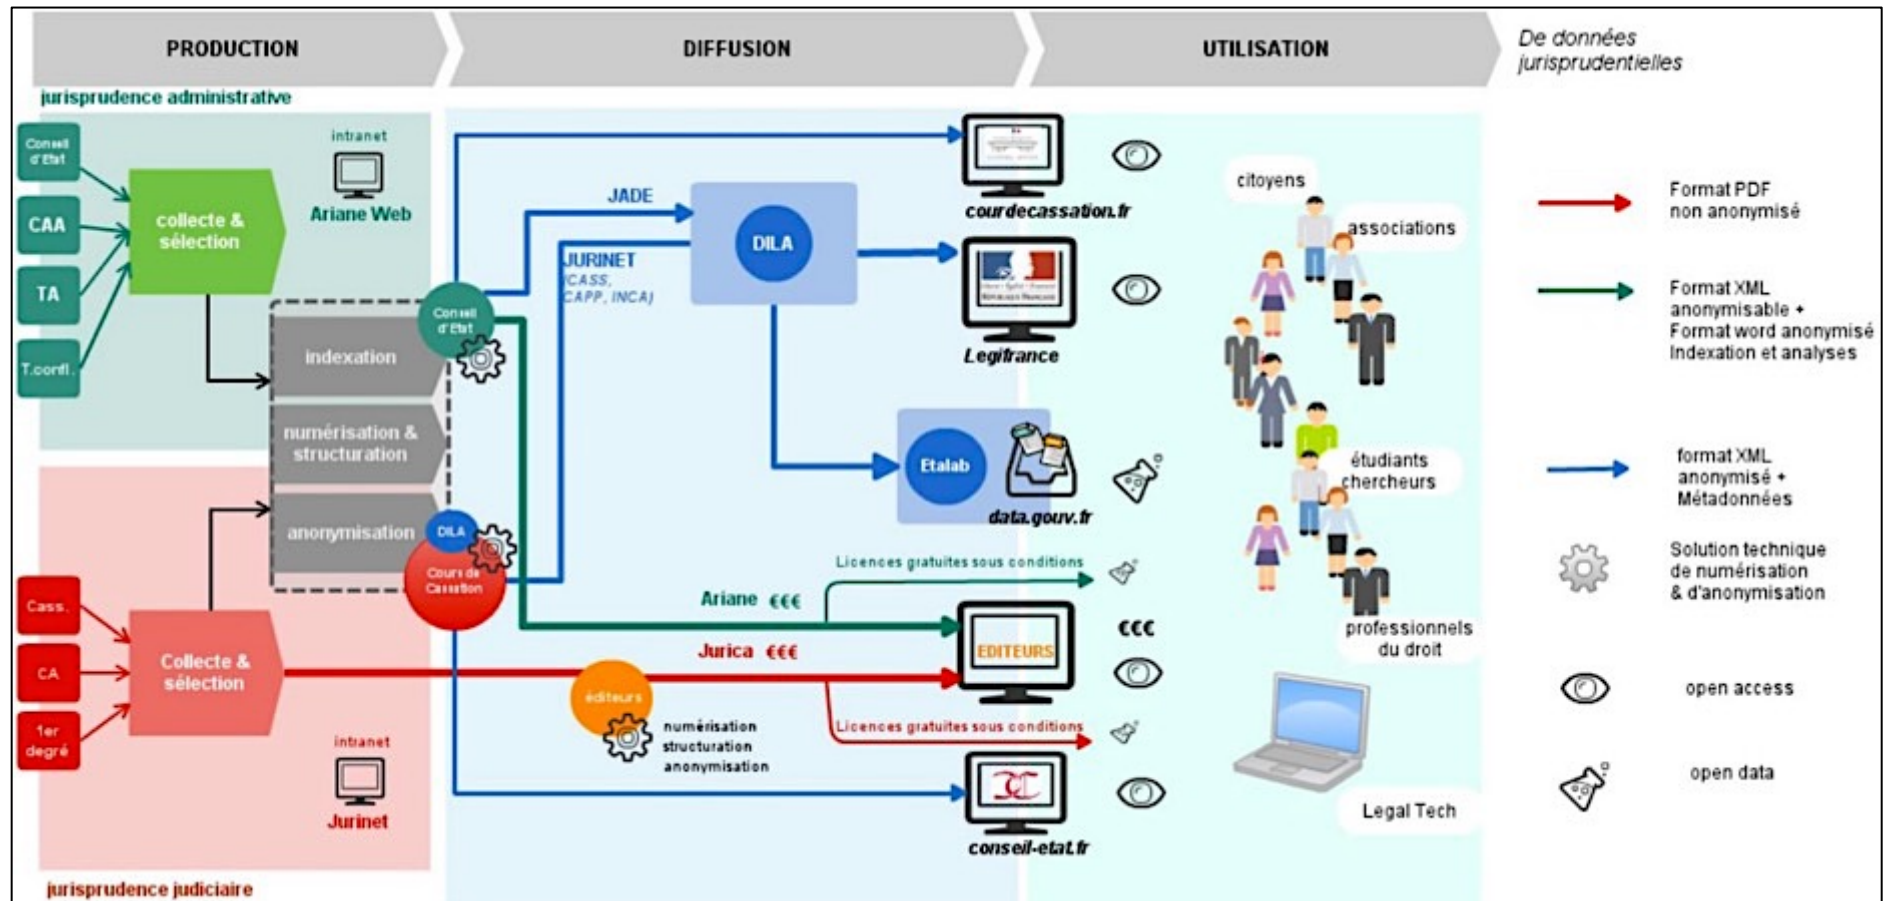 PRODUCTION
DIFFUSION
UTILISATION
De données
jurisprudentielles
jurisprudence administrative
Conseil
d'Etat
CAA
TA
T.confl.
collecte &
sélection
intranet
Ariane Web
indexation
numérisation &
structuration
anonymisation
Conseil
d'Etat
DILA
Cours de
Cassation
Cass.
CA
1er
degré
Collecte &
sélection
intranet
Jurinet
jurisprudence judiciaire
JADE
JURINET
(CASS,
CAPP, INCA)
DILA
Etalab
courdecassation.fr
RÉPUBLIQUE FRANÇAISE
Legifrance
data.gouv.fr
Licences gratuites sous conditions
Ariane €€€
Jurica €€€
éditeurs
numérisation
structuration
anonymisation
EDITEURS
€€€
Licences gratuites sous conditions
conseil-etat.fr
citoyens
associations
étudiants
chercheurs
professionnels
du droit
Legal Tech
Format PDF
non anonymisé
Format XML
anonymisable +
Format word anonymisé
Indexation et analyses
format XML
anonymisé +
Métadonnées
Solution technique
de numérisation
& d'anonymisation
open access
open data